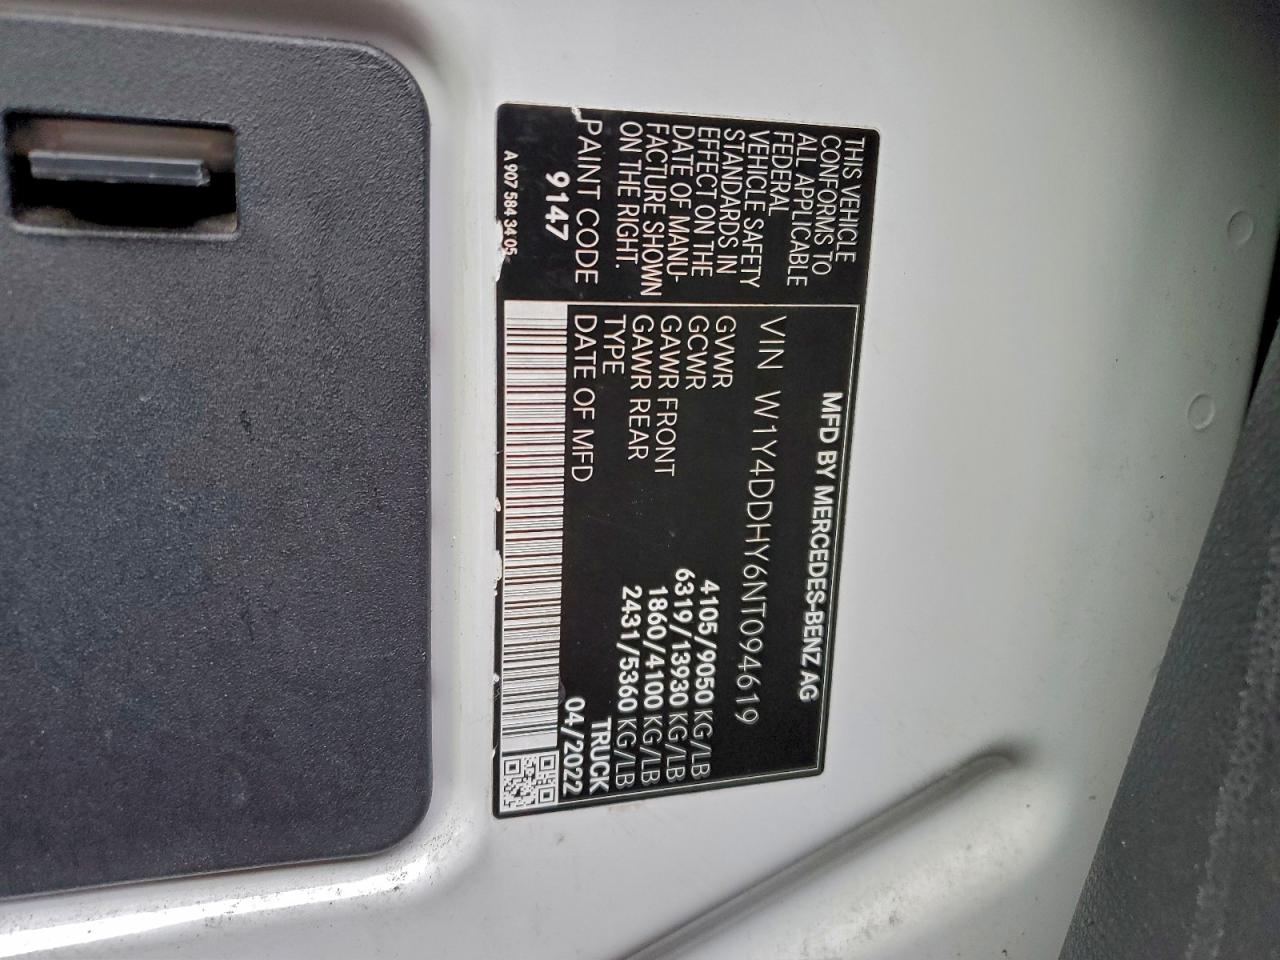 THIS VEHICLE
CONFORMS TO
ALL APPLICABLE
FEDERAL
VEHICLE SAFETY
STANDARDS IN
EFFECT ON THE
DATE OF MANU-
FACTURE SHOWN
ON THE RIGHT.
PAINT CODE
9147
A 907 584 34 05
MFD BY MERCEDES-BENZ AG
VIN W1Y4DDHY6NT094619
GVWR 4105/9050 KG/LB
GCWR 6319/13930 KG/LB
GAWR FRONT 1860/4100 KG/LB
GAWR REAR 2431/5360 KG/LB
TYPE TRUCK
DATE OF MFD 04/2022